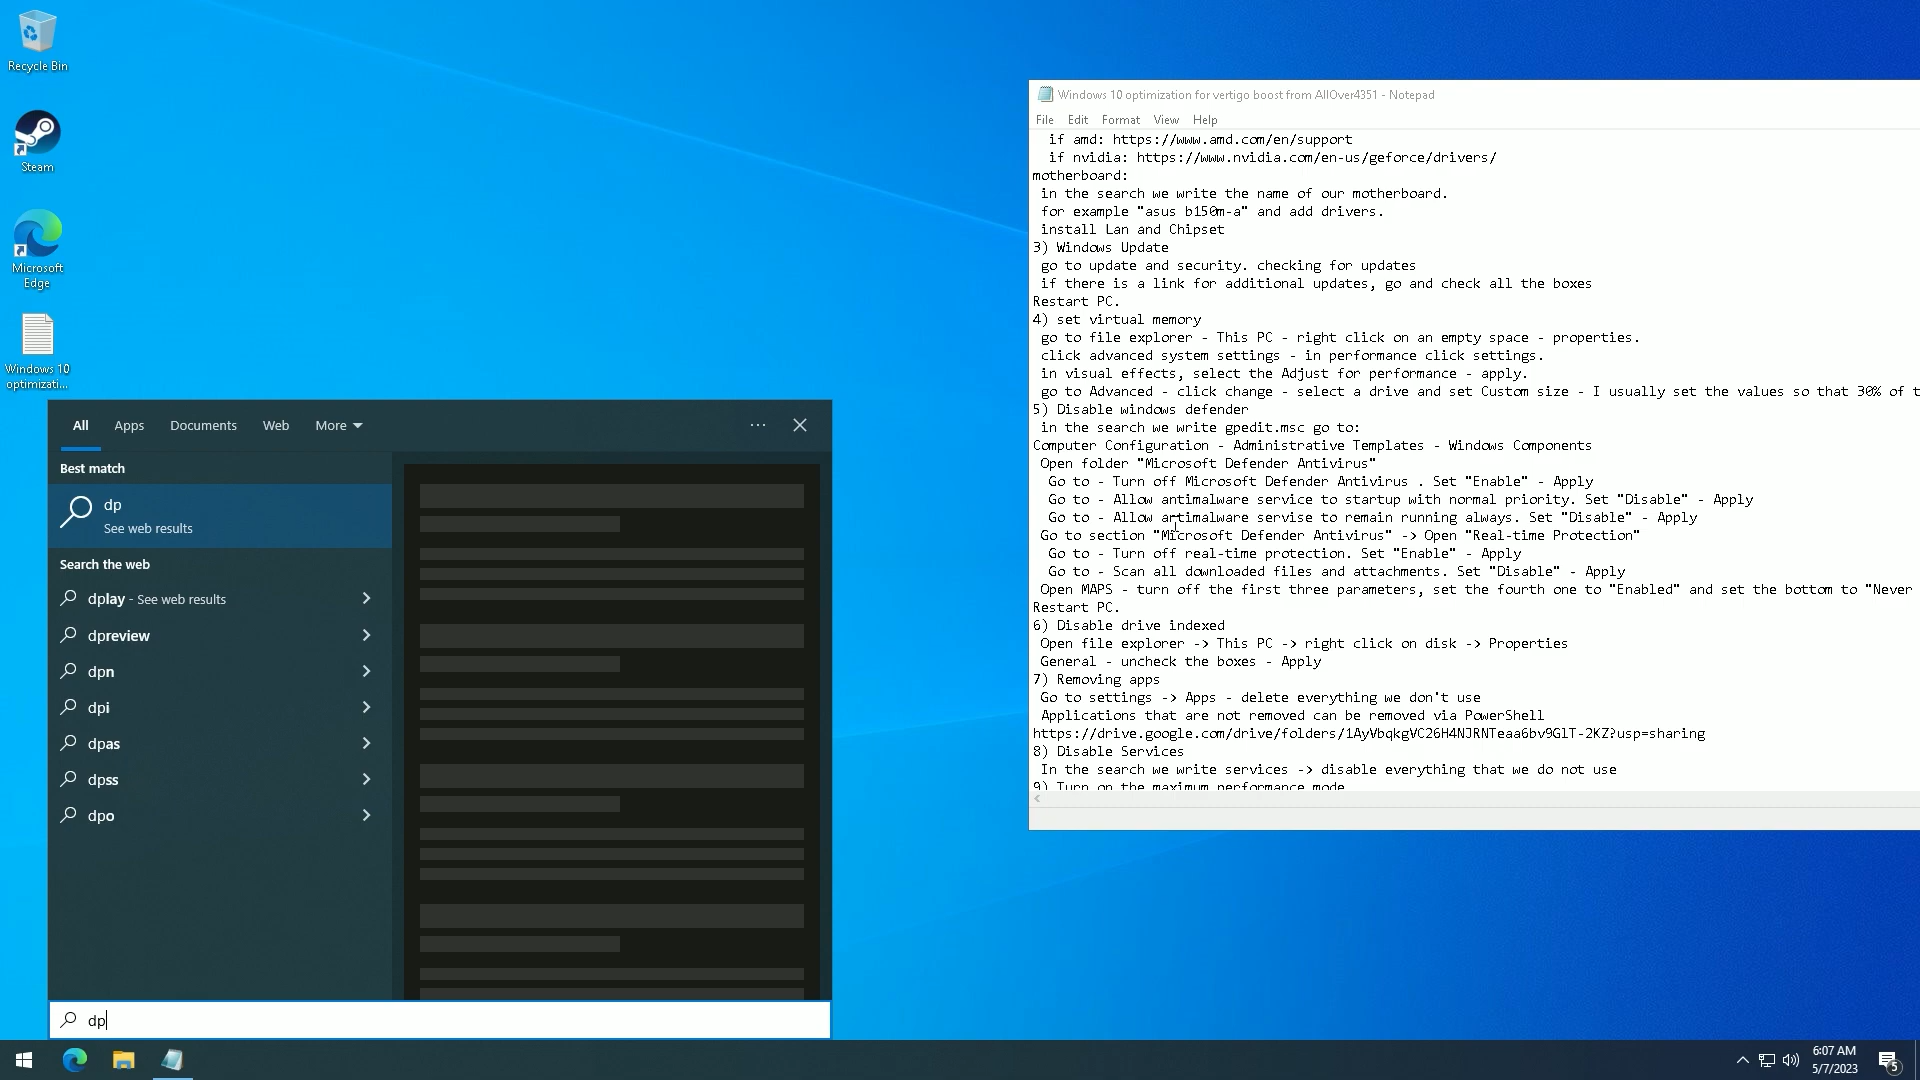 Recycle Bin
Steam
Microsoft
Edge
Windows 10
optimizati...
Windows 10 optimization for vertigo boost from AllOver4351 - Notepad
File Edit Format View Help
if amd: https://www.amd.com/en/support
if nvidia: https://www.nvidia.com/en-us/geforce/drivers/
motherboard:
in the search we write the name of our motherboard.
for example "asus b150m-a" and add drivers.
install Lan and Chipset
3) Windows Update
go to update and security. checking for updates
if there is a link for additional updates, go and check all the boxes
Restart PC.
4) set virtual memory
go to file explorer - This PC - right click on an empty space - properties.
click advanced system settings - in performance click settings.
in visual effects, select the Adjust for performance - apply.
go to Advanced - click change - select a drive and set Custom size - I usually set the values so that 30% of t
5) Disable windows defender
in the search we write gpedit.msc go to:
Computer Configuration - Administrative Templates - Windows Components
Open folder "Microsoft Defender Antivirus"
Go to - Turn off Microsoft Defender Antivirus . Set "Enable" - Apply
Go to - Allow antimalware service to startup with normal priority. Set "Disable" - Apply
Go to - Allow antimalware servise to remain running always. Set "Disable" - Apply
Go to section "Microsoft Defender Antivirus" -> Open "Real-time Protection"
Go to - Turn off real-time protection. Set "Enable" - Apply
Go to - Scan all downloaded files and attachments. Set "Disable" - Apply
Open MAPS - turn off the first three parameters, set the fourth one to "Enabled" and set the bottom to "Never
Restart PC.
6) Disable drive indexed
Open file explorer -> This PC -> right click on disk -> Properties
General - uncheck the boxes - Apply
7) Removing apps
Go to settings -> Apps - delete everything we don't use
Applications that are not removed can be removed via PowerShell
https://drive.google.com/drive/folders/1AyVbqkgVC26H4NJRNTeaa6bv9GlT-2KZ?usp=sharing
8) Disable Services
In the search we write services -> disable everything that we do not use
9) Turn on the maximum performance mode
All Apps Documents Web More
Best match
dp
See web results
Search the web
dplay - See web results
dpreview
dpn
dpi
dpas
dpss
dpo
dp
6:07 AM
5/7/2023
5